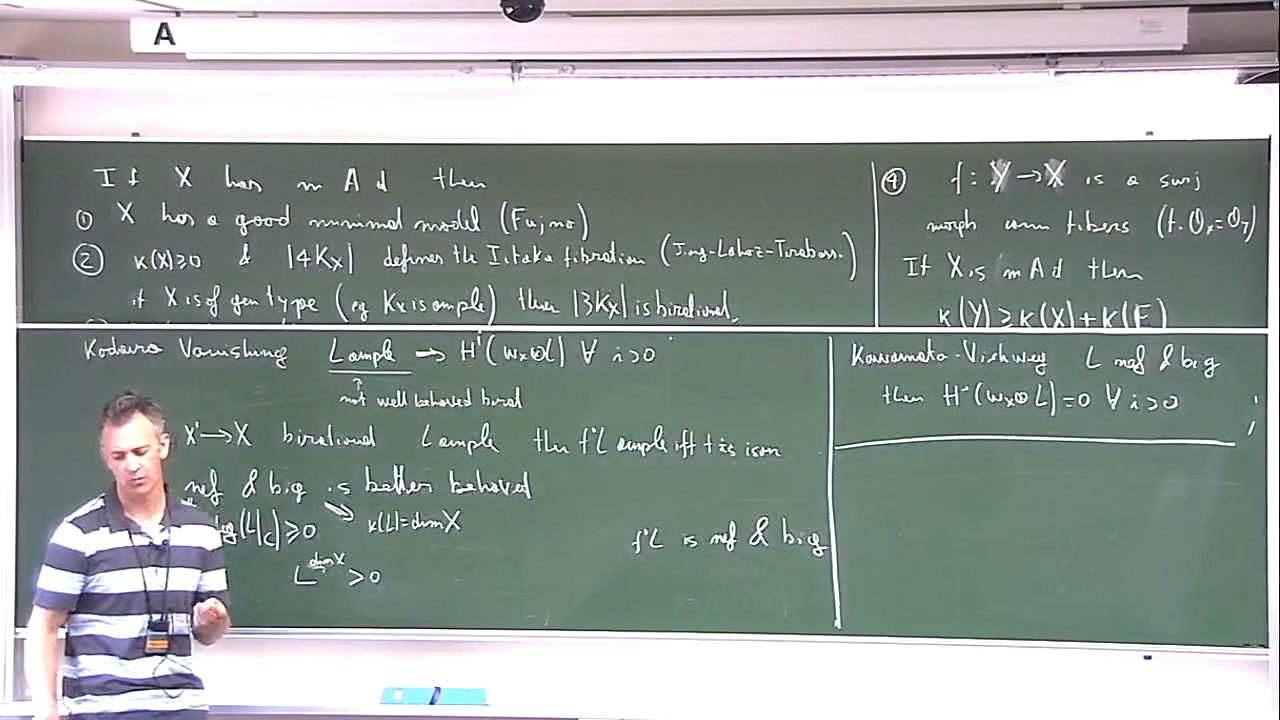 A
If X has m A d then
① X has a good minimal model (Fujino)
② κ(X)≥0 & |4K_X| defines the Iitaka fibration (Jiang-Lahoz-Tirabassi)
if X is of gen type (eg K_X is ample) then |3K_X| is birational.
④ f: Y→X is a surj
morph conn fibers (f_*O_X=O_Y)
If X is m A d then
κ(Y)≥κ(X)+κ(F)
Kodaira Vanishing L ample → H^i(ω_X⊗L) ∀ i>0
↑
not well behaved birat
X'→X birational L ample then f*L ample iff f is isom
nef & big is better behaved
(L|_C)≥0 κ(L)=dim X
L^{dim X}>0
f*L is nef & big
Kawamata-Viehweg L nef & big
then H^i(ω_X⊗L)=0 ∀ i>0